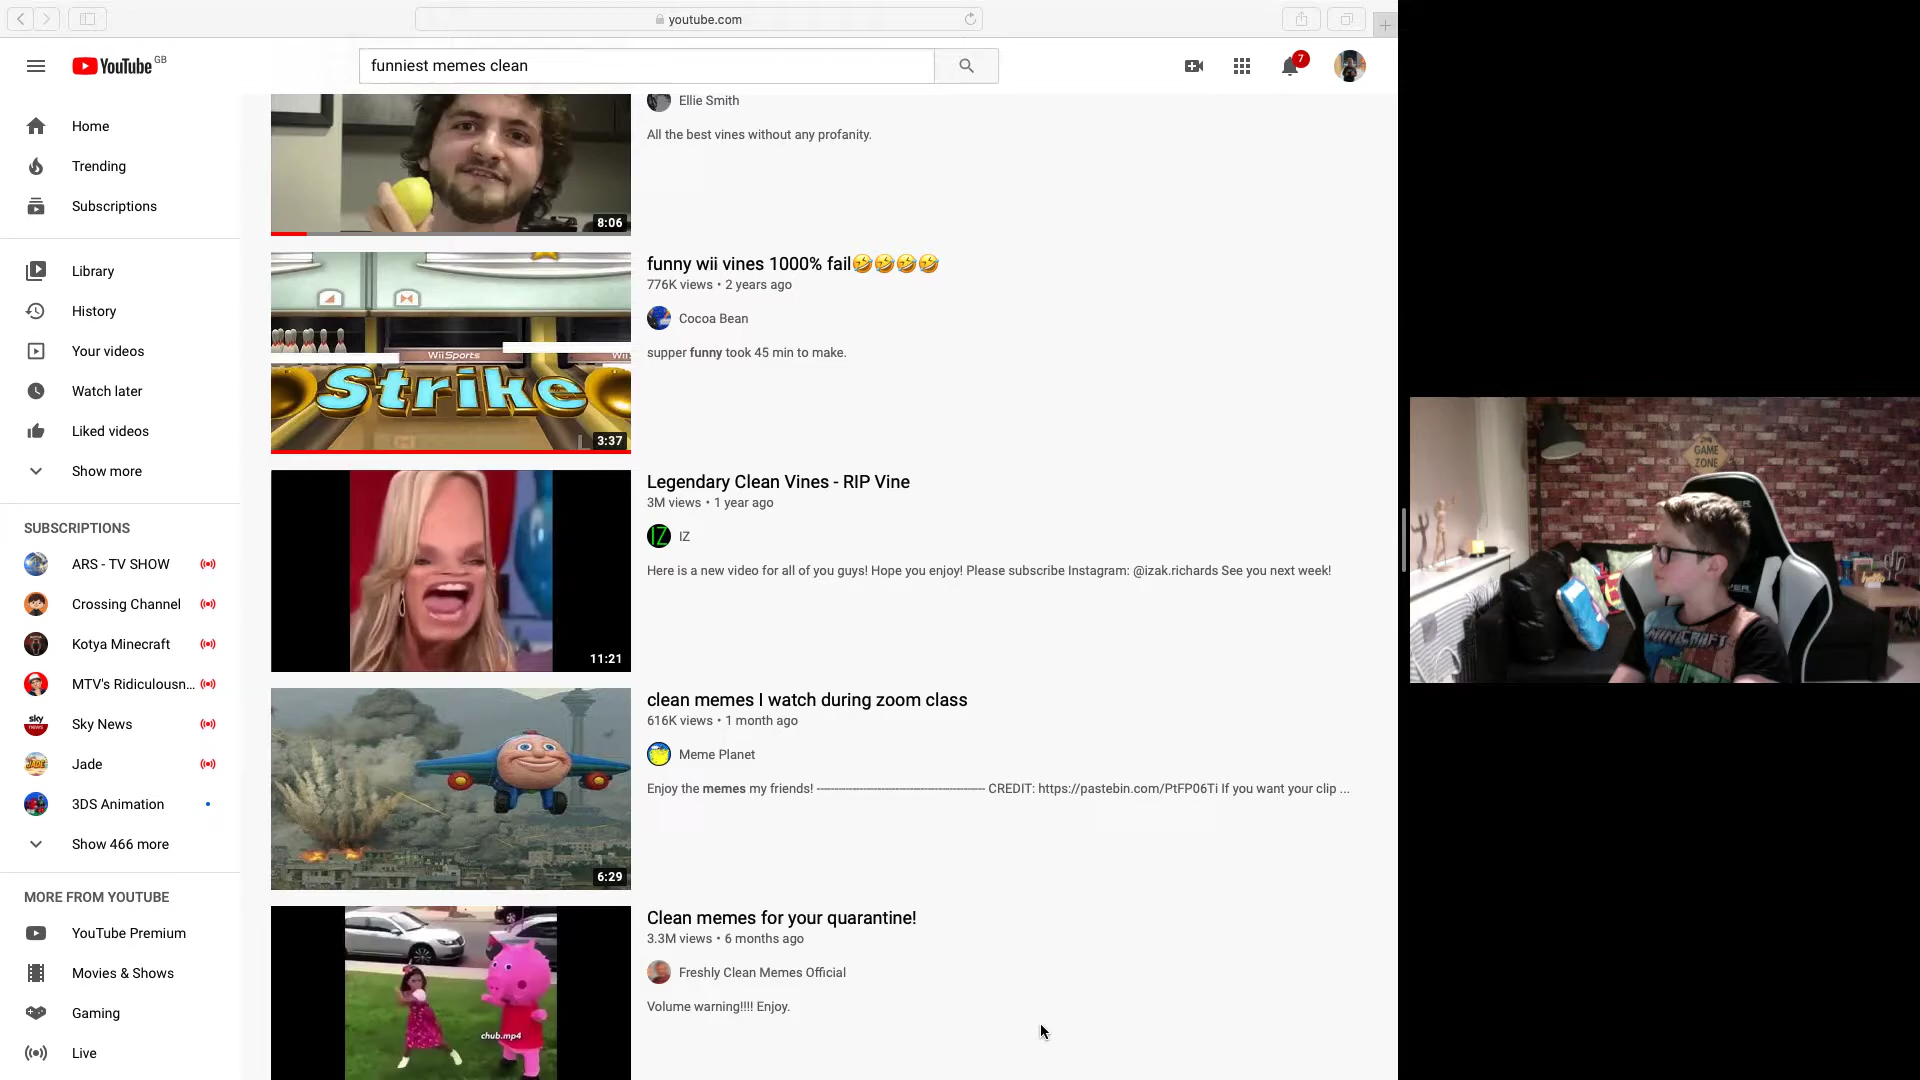 youtube.com
YouTube GB
funniest memes clean
7
Home
Trending
Subscriptions
Library
History
Your videos
Watch later
Liked videos
Show more
SUBSCRIPTIONS
ARS - TV SHOW
Crossing Channel
Kotya Minecraft
MTV's Ridiculousn...
sky news
Sky News
JADE
Jade
3DS Animation
Show 466 more
MORE FROM YOUTUBE
YouTube Premium
Movies & Shows
Gaming
Live
Ellie Smith
All the best vines without any profanity.
8:06
funny wii vines 1000% fail🤣🤣🤣🤣
776K views • 2 years ago
Cocoa Bean
supper funny took 45 min to make.
Wii Sports
Wii
Strike
3:37
Legendary Clean Vines - RIP Vine
3M views • 1 year ago
IZ
IZ
Here is a new video for all of you guys! Hope you enjoy! Please subscribe Instagram: @izak.richards See you next week!
11:21
clean memes I watch during zoom class
616K views • 1 month ago
Meme Planet
Enjoy the memes my friends! ---------------------------------------------- CREDIT: https://pastebin.com/PtFP06Ti If you want your clip ...
6:29
Clean memes for your quarantine!
3.3M views • 6 months ago
Freshly Clean Memes Official
Volume warning!!!! Enjoy.
chub.mp4
GAME
ZONE
MINECRAFT